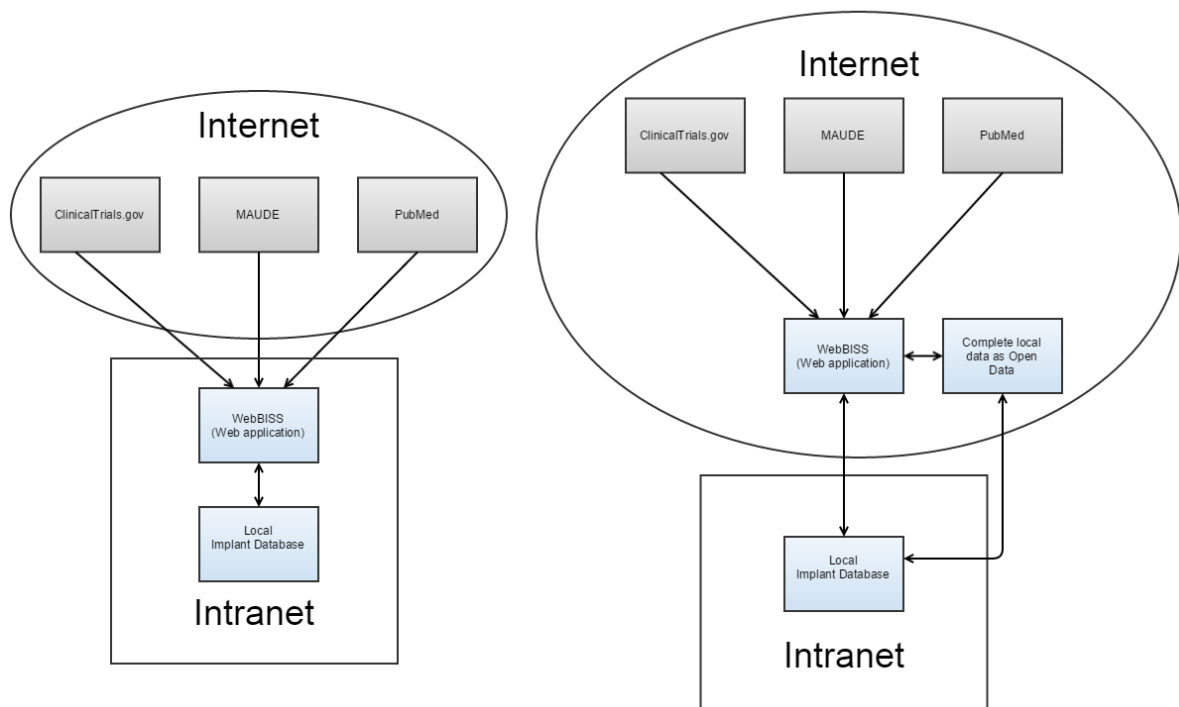 Internet
ClinicalTrials.gov
MAUDE
PubMed
WebBISS
(Web application)
Local
Implant Database
Intranet
Internet
ClinicalTrials.gov
MAUDE
PubMed
WebBISS
(Web application)
Complete local
data as Open
Data
Local
Implant Database
Intranet